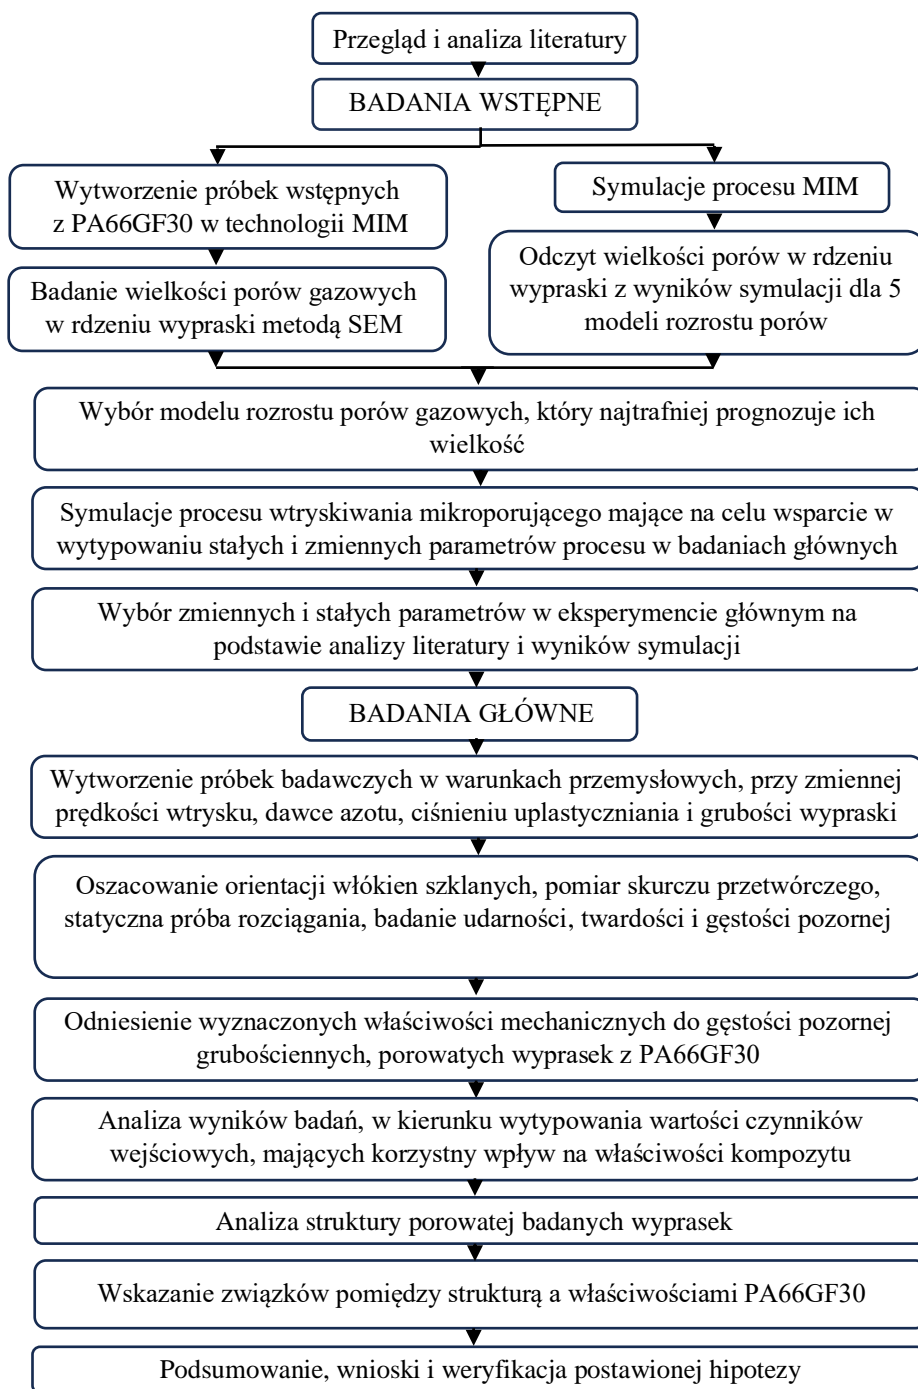 Przegląd i analiza literatury
BADANIA WSTĘPNE
Wytworzenie próbek wstępnych
z PA66GF30 w technologii MIM
Badanie wielkości porów gazowych
w rdzeniu wypraski metodą SEM
Symulacje procesu MIM
Odczyt wielkości porów w rdzeniu
wypraski z wyników symulacji dla 5
modeli rozrostu porów
Wybór modelu rozrostu porów gazowych, który najtrafniej prognozuje ich
wielkość
Symulacje procesu wtryskiwania mikroporującego mające na celu wsparcie w
wytypowaniu stałych i zmiennych parametrów procesu w badaniach głównych
Wybór zmiennych i stałych parametrów w eksperymencie głównym na
podstawie analizy literatury i wyników symulacji
BADANIA GŁÓWNE
Wytworzenie próbek badawczych w warunkach przemysłowych, przy zmiennej
prędkości wtrysku, dawce azotu, ciśnieniu uplastyczniania i grubości wypraski
Oszacowanie orientacji włókien szklanych, pomiar skurczu przetwórczego,
statyczna próba rozciągania, badanie udarności, twardości i gęstości pozornej
Odniesienie wyznaczonych właściwości mechanicznych do gęstości pozornej
grubościennych, porowatych wyprasek z PA66GF30
Analiza wyników badań, w kierunku wytypowania wartości czynników
wejściowych, mających korzystny wpływ na właściwości kompozytu
Analiza struktury porowatej badanych wyprasek
Wskazanie związków pomiędzy strukturą a właściwościami PA66GF30
Podsumowanie, wnioski i weryfikacja postawionej hipotezy